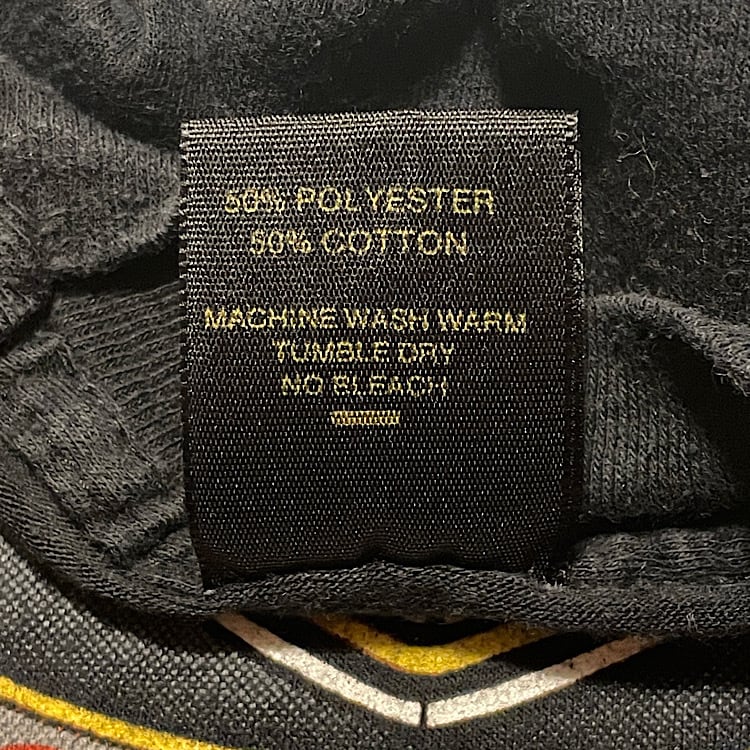 50% POLYESTER
50% COTTON
MACHINE WASH WARM
TUMBLE DRY
NO BLEACH